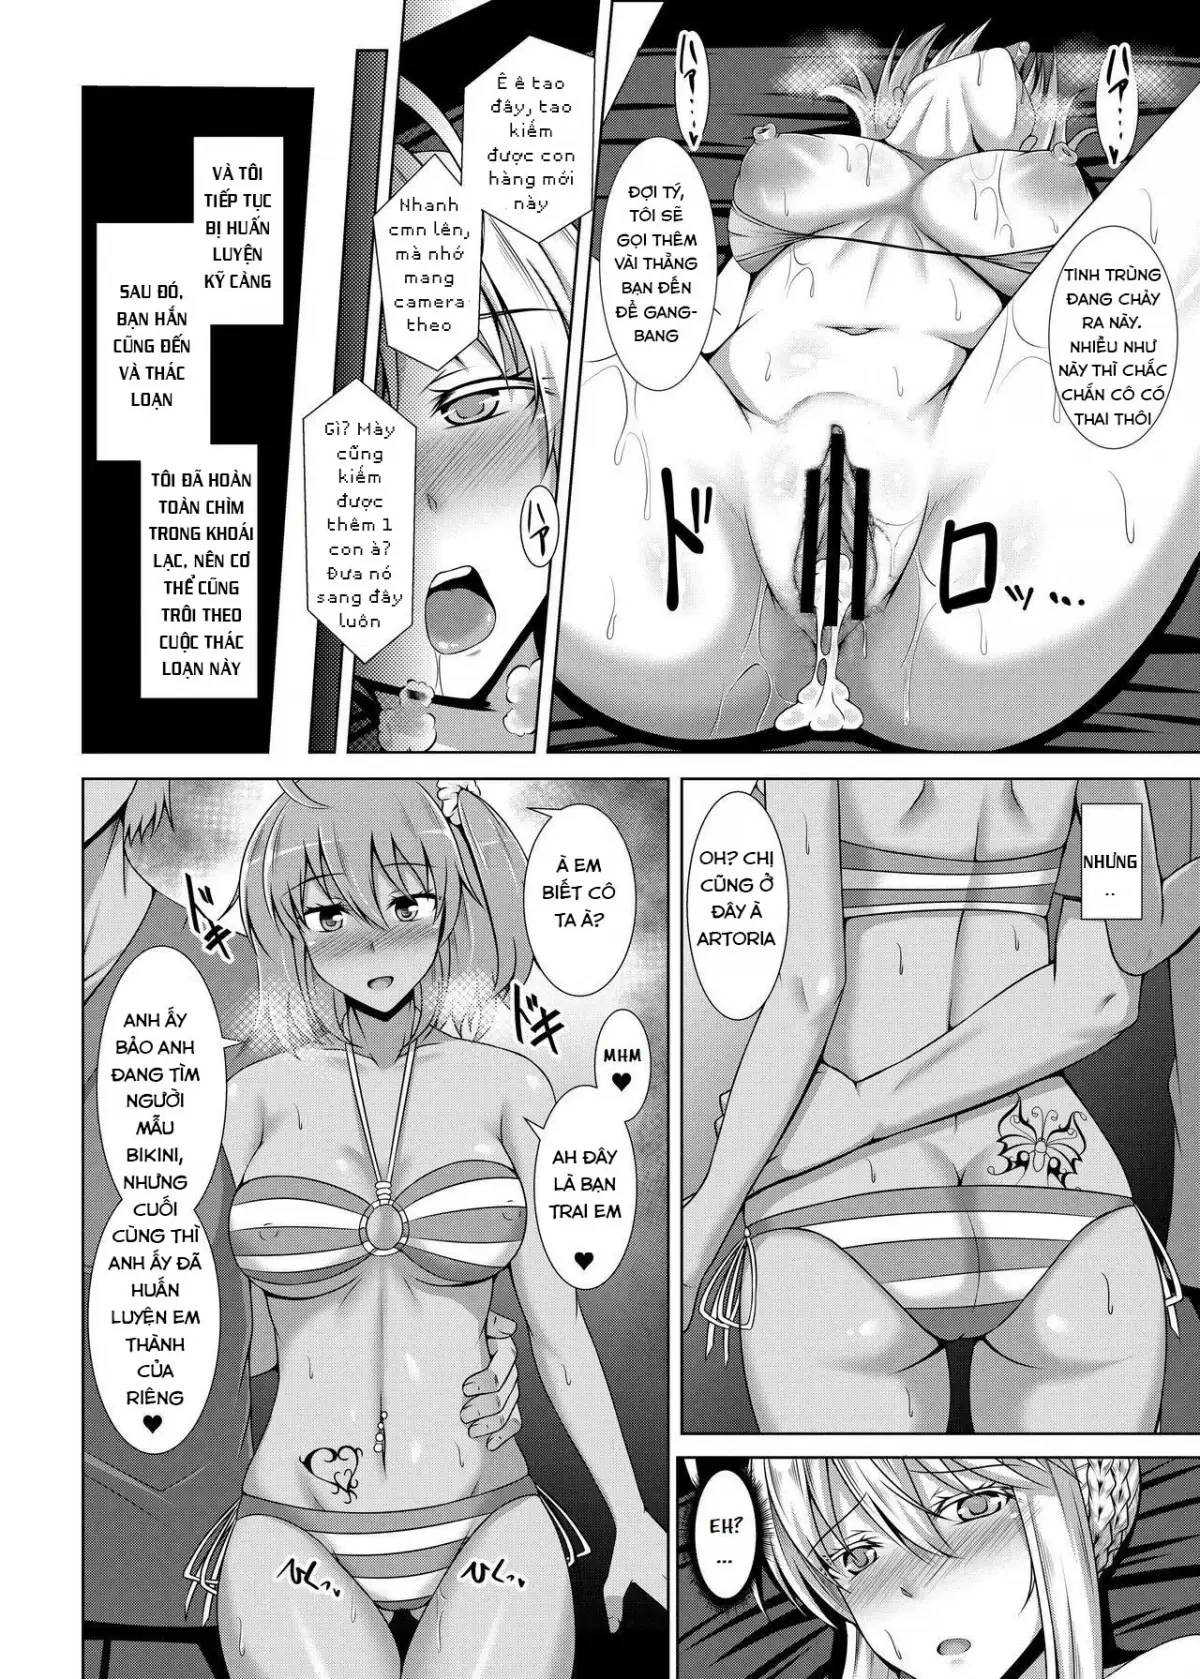 TINH TRÙNG
ĐANG CHẢY
RA NÀY.
NHIỀU NHƯ
NÀY THÌ CHẮC
CHẮN CÔ CÓ
THAI THÔI
ĐỢI TÝ,
TÔI SẼ
GỌI THÊM
VÀI THẰNG
BẠN ĐẾN
ĐỂ GANG-
BANG
ハァ…♥
ハァ…♥
ドロッ…
Ê ê tao
đây, tao
kiếm
được con
hàng mới
này
Nhanh
cmn lên,
mà nhớ
mang
camera
theo
Gì? Mày
cũng
kiếm
được
thêm 1
con à?
Đưa nó
sang đây
luôn
ハァ
VÀ TÔI
TIẾP TỤC
BỊ HUẤN
LUYỆN
KỸ CÀNG
SAU ĐÓ,
BẠN HẮN
CŨNG ĐẾN
VÀ THÁC
LOẠN
TÔI ĐÃ HOÀN
TOÀN CHÌM
TRONG KHOÁI
LẠC, NÊN CƠ
THỂ CŨNG
TRÔI THEO
CUỘC THÁC
LOẠN NÀY
NHƯNG
..
OH? CHỊ
CŨNG Ở
ĐÂY À
ARTORIA
EH?
...
À EM
BIẾT CÔ
TA À?
MHM
♥
AH ĐÂY
LÀ BẠN
TRAI EM
♥
ドキ
ドキ
ANH ẤY
BẢO ANH
ĐANG TÌM
NGƯỜI
MẪU
BIKINI,
NHƯNG
CUỐI
CÙNG THÌ
ANH ẤY ĐÃ
HUẤN
LUYỆN EM
THÀNH
CỦA
RIÊNG
♥